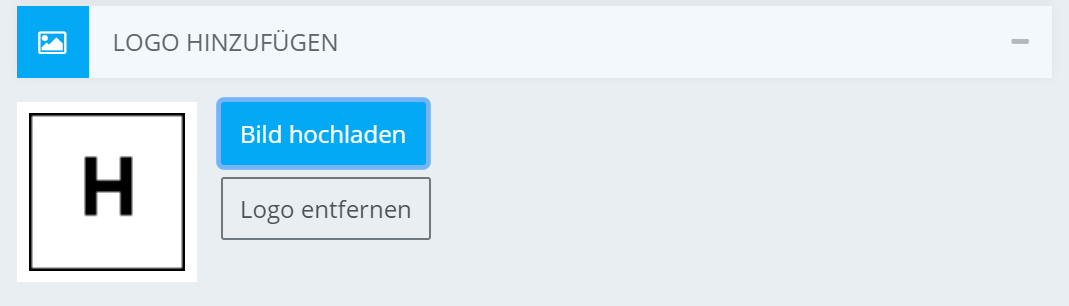 LOGO HINZUFÜGEN
Bild hochladen
H
Logo entfernen